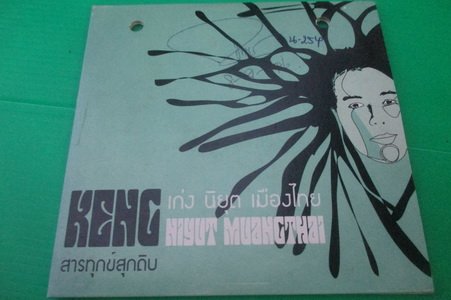 น-254
KENG เก่ง นิยุต เมืองไทย
NIYUT MUANGTHAI
สารทุกข์สุกดิบ